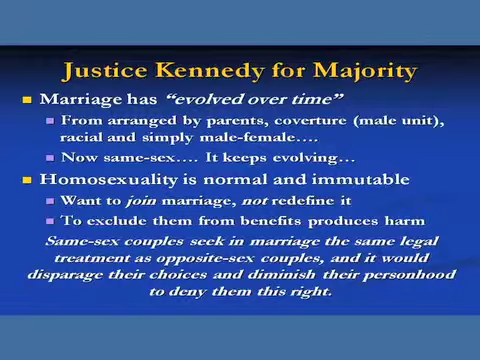 Justice Kennedy for Majority
Marriage has “evolved over time”
From arranged by parents, coverture (male unit),
racial and simply male-female….
Now same-sex…. It keeps evolving…
Homosexuality is normal and immutable
Want to join marriage, not redefine it
To exclude them from benefits produces harm
Same-sex couples seek in marriage the same legal
treatment as opposite-sex couples, and it would
disparage their choices and diminish their personhood
to deny them this right.